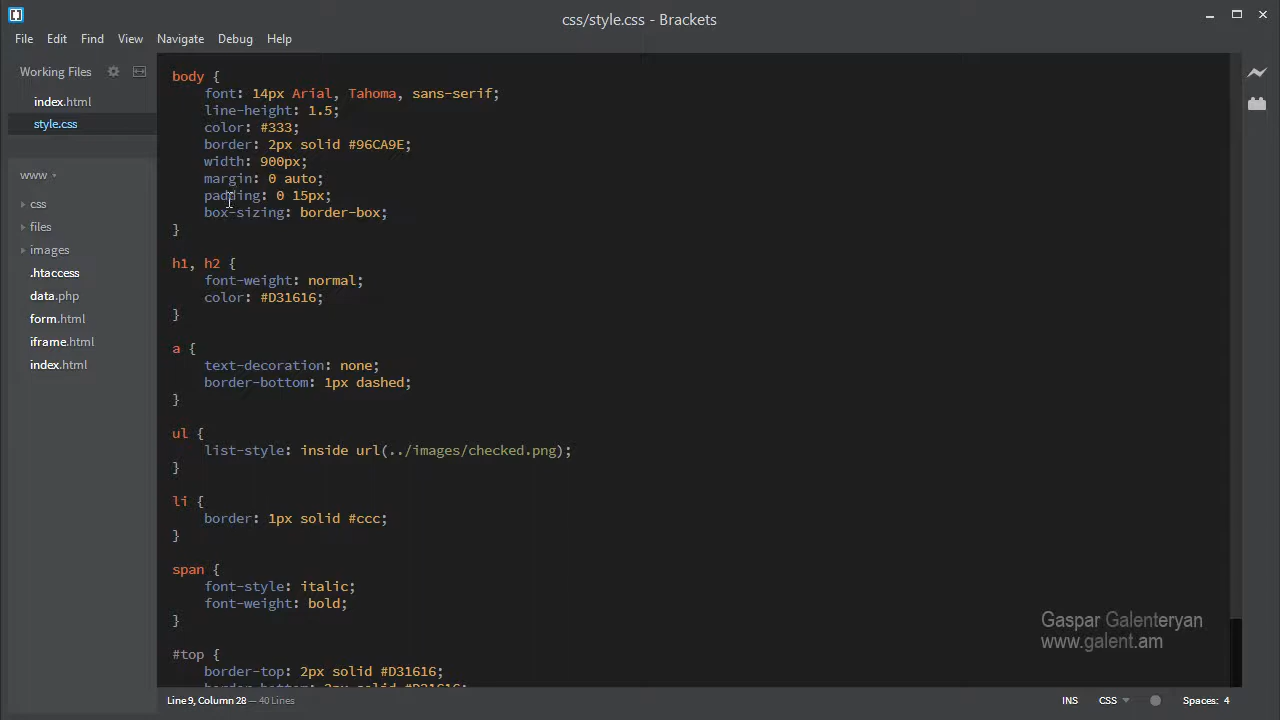 css/style.css - Brackets
File Edit Find View Navigate Debug Help
Working Files
index.html
style.css
www
css
files
images
.htaccess
data.php
form.html
iframe.html
index.html
body {
    font: 14px Arial, Tahoma, sans-serif;
    line-height: 1.5;
    color: #333;
    border: 2px solid #96CA9E;
    width: 900px;
    margin: 0 auto;
    padding: 0 15px;
    box-sizing: border-box;
}
h1, h2 {
    font-weight: normal;
    color: #D31616;
}
a {
    text-decoration: none;
    border-bottom: 1px dashed;
}
ul {
    list-style: inside url(../images/checked.png);
}
li {
    border: 1px solid #ccc;
}
span {
    font-style: italic;
    font-weight: bold;
}
#top {
    border-top: 2px solid #D31616;
    border-bottom: 2px solid #D31616;
Gaspar Galenteryan
www.galent.am
Line 9, Column 28 — 40 Lines
INS CSS Spaces: 4